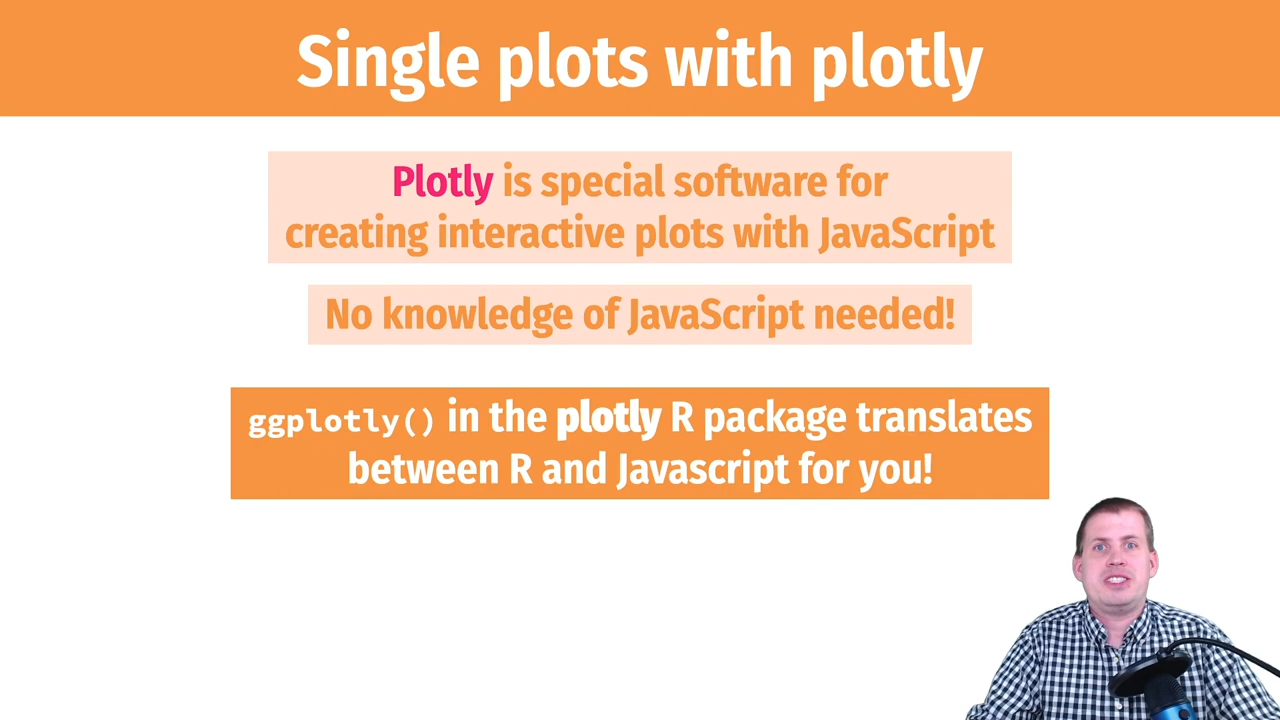 Single plots with plotly
Plotly is special software for
creating interactive plots with JavaScript
No knowledge of JavaScript needed!
ggplotly() in the plotly R package translates
between R and Javascript for you!